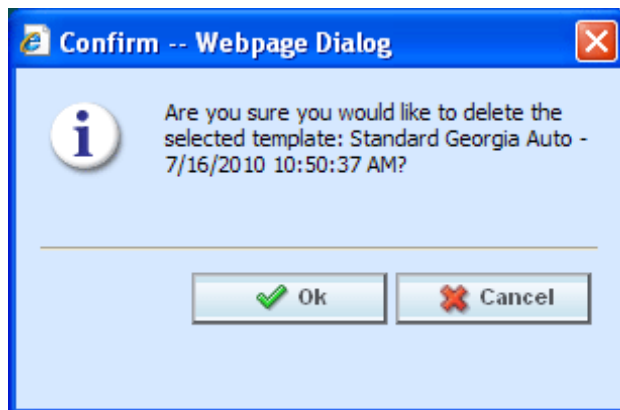 Confirm -- Webpage Dialog
Are you sure you would like to delete the
selected template: Standard Georgia Auto -
7/16/2010 10:50:37 AM?
Ok
Cancel